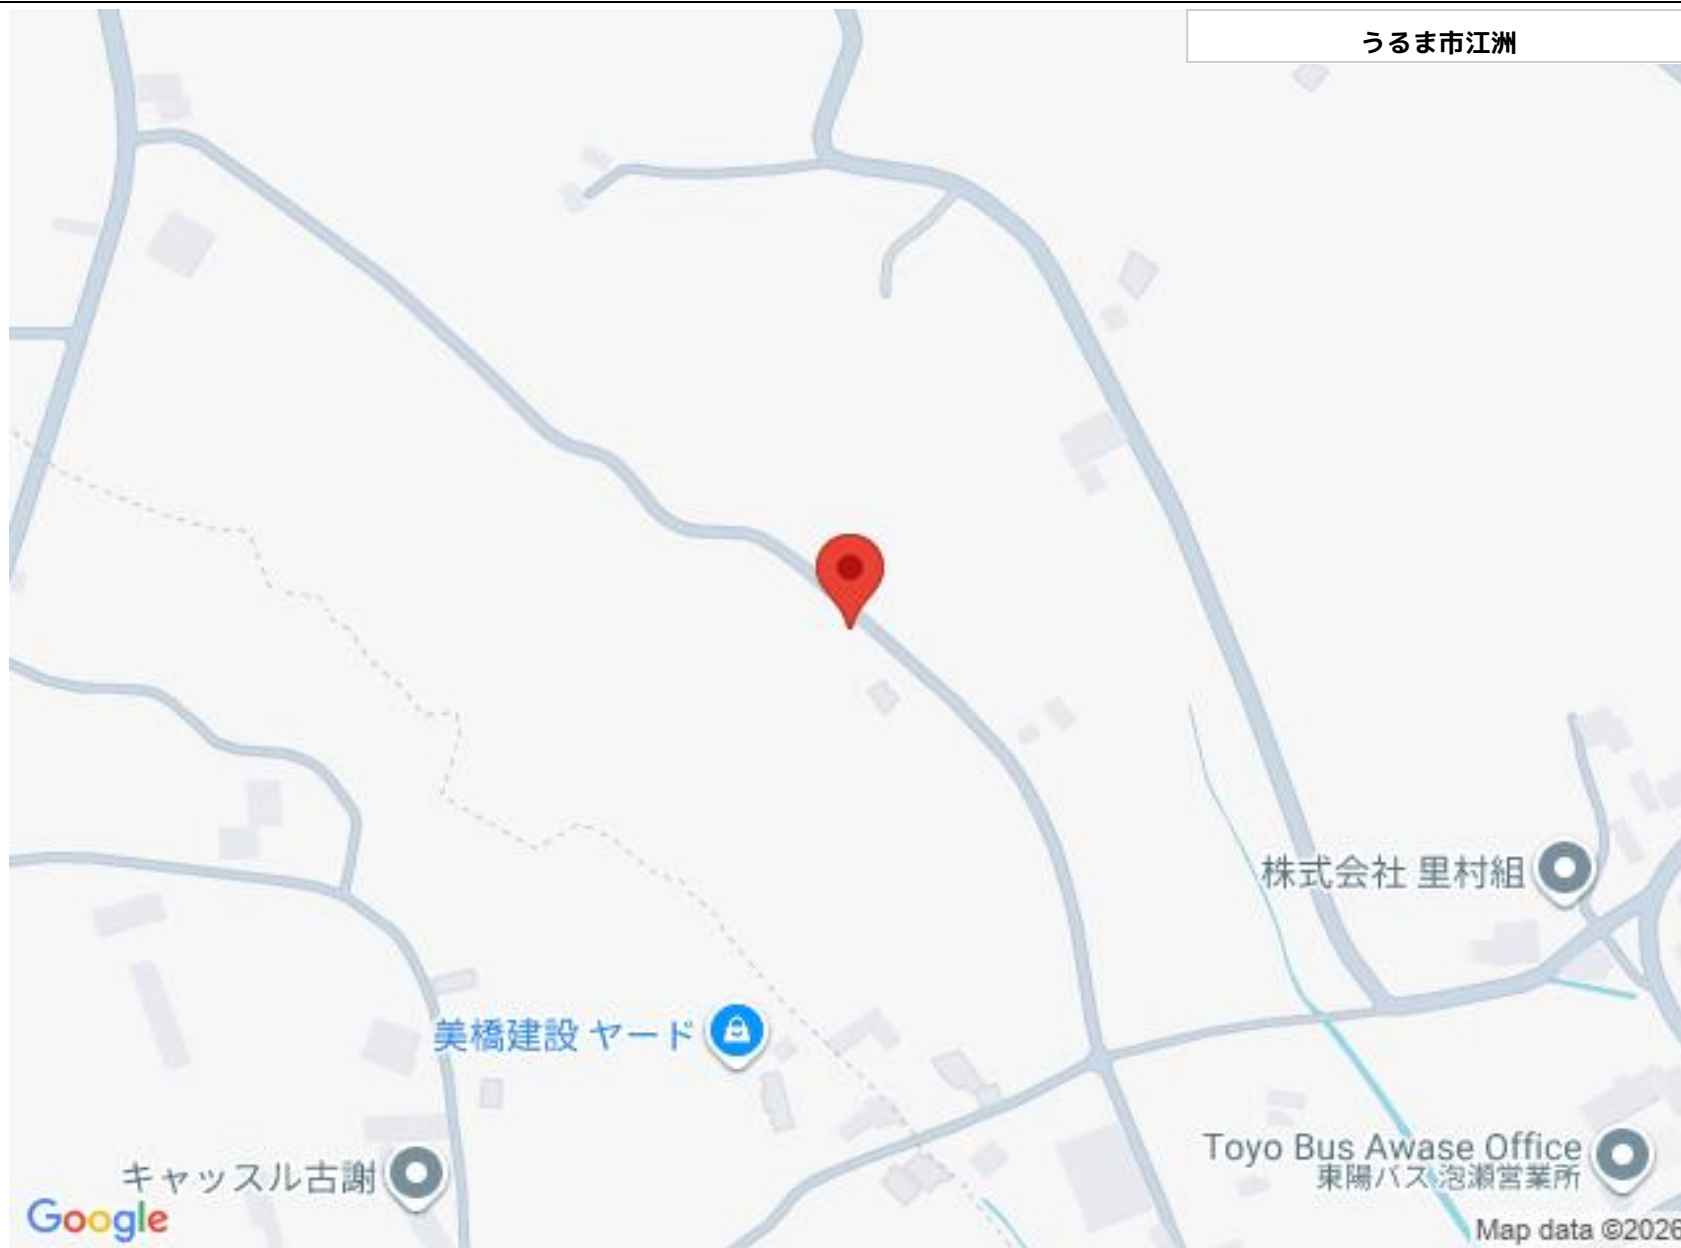 うるま市江洲
株式会社 里村組
美橋建設 ヤード
Toyo Bus Awase Office
東陽バス 泡瀬営業所
キャッスル古謝
Google
Map data ©2026